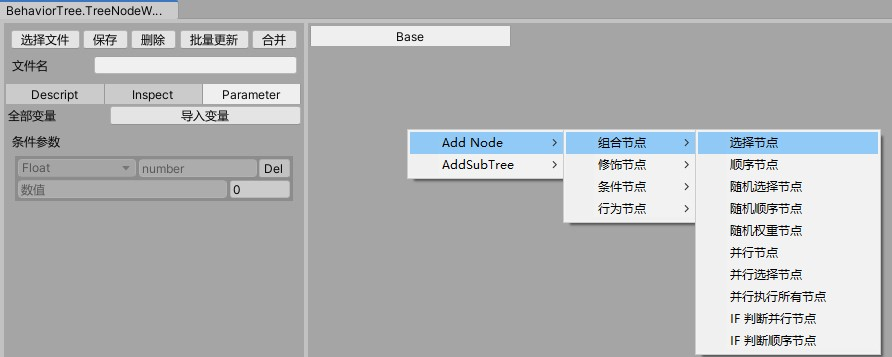 BehaviorTree.TreeNodeW...
选择文件 保存 删除 批量更新 合并
文件名
Descript Inspect Parameter
全部变量 导入变量
条件参数
Float number Del
数值 0
Base
Add Node
AddSubTree
组合节点
修饰节点
条件节点
行为节点
选择节点
顺序节点
随机选择节点
随机顺序节点
随机权重节点
并行节点
并行选择节点
并行执行所有节点
IF 判断并行节点
IF 判断顺序节点